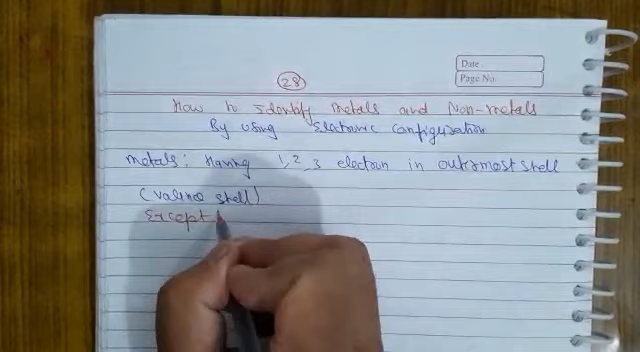 Date
Page No.
28
How to Identify metals and Non-metals
By using Electronic Configuration
metals: Having 1, 2, 3 electron in outermost shell
(valence shell)
Except